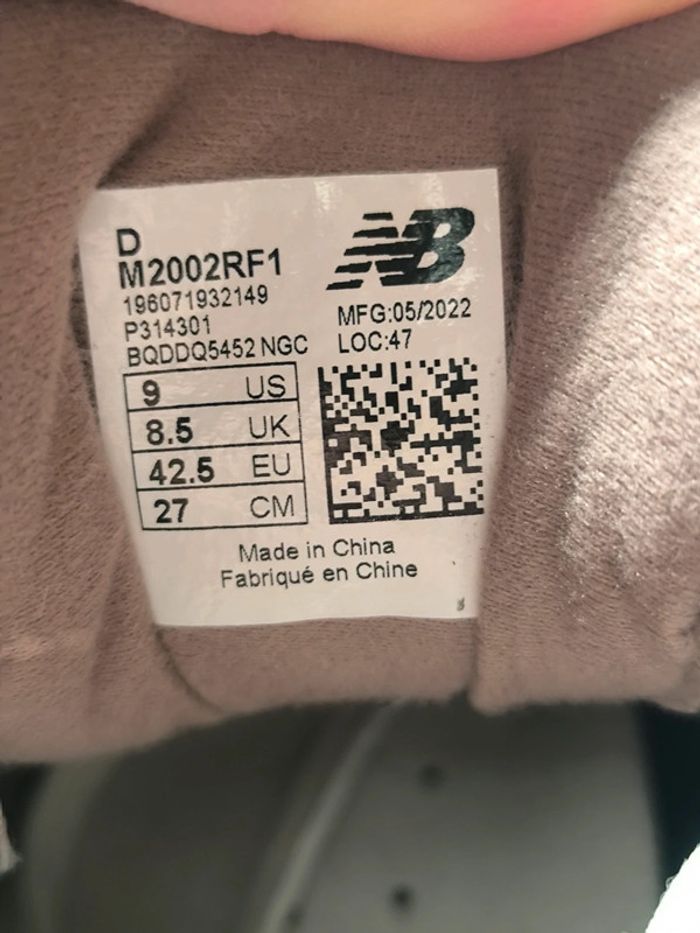 D
M2002RF1
196071932149
P314301
BQDDQ5452 NGC
NB
MFG:05/2022
LOC:47
9 US
8.5 UK
42.5 EU
27 CM
Made in China
Fabriqué en Chine